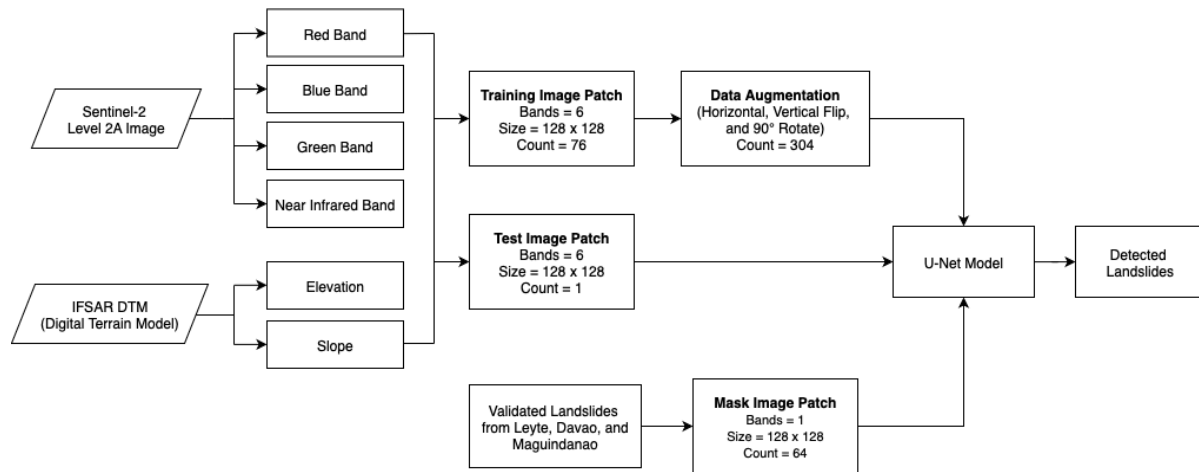 Sentinel-2
Level 2A Image
Red Band
Blue Band
Green Band
Near Infrared Band
IFSAR DTM
(Digital Terrain Model)
Elevation
Slope
Training Image Patch
Bands = 6
Size = 128 x 128
Count = 76
Data Augmentation
(Horizontal, Vertical Flip,
and 90° Rotate)
Count = 304
Test Image Patch
Bands = 6
Size = 128 x 128
Count = 1
Validated Landslides
from Leyte, Davao, and
Maguindanao
Mask Image Patch
Bands = 1
Size = 128 x 128
Count = 64
U-Net Model
Detected
Landslides